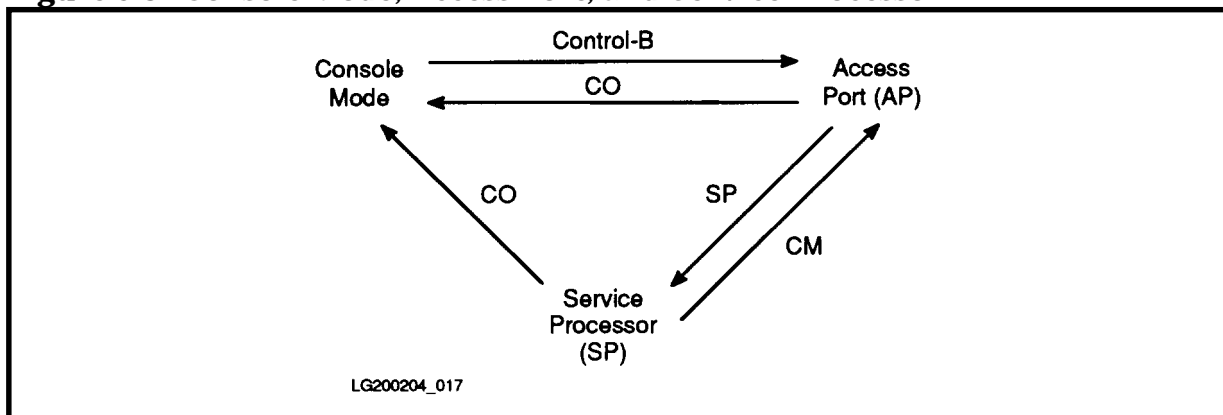 Control-B
Console
Mode
CO
Access
Port (AP)
CO
SP
CM
Service
Processor
(SP)
LG200204_017